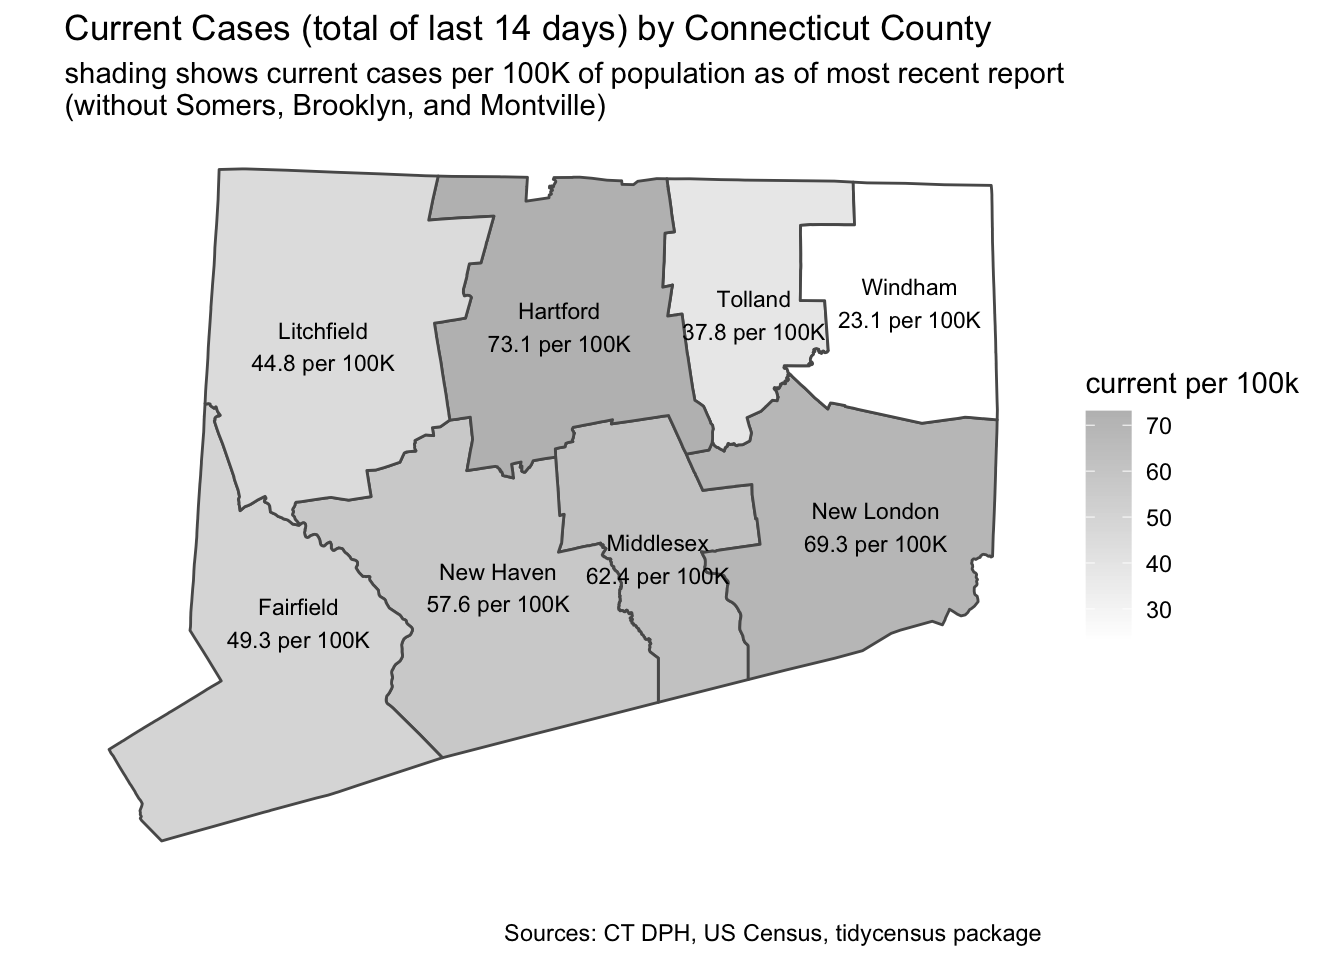 Current Cases (total of last 14 days) by Connecticut County
shading shows current cases per 100K of population as of most recent report
(without Somers, Brooklyn, and Montville)
Litchfield
44.8 per 100K
Hartford
73.1 per 100K
Tolland
37.8 per 100K
Windham
23.1 per 100K
New London
69.3 per 100K
Middlesex
62.4 per 100K
New Haven
57.6 per 100K
Fairfield
49.3 per 100K
current per 100k
70
60
50
40
30
Sources: CT DPH, US Census, tidycensus package